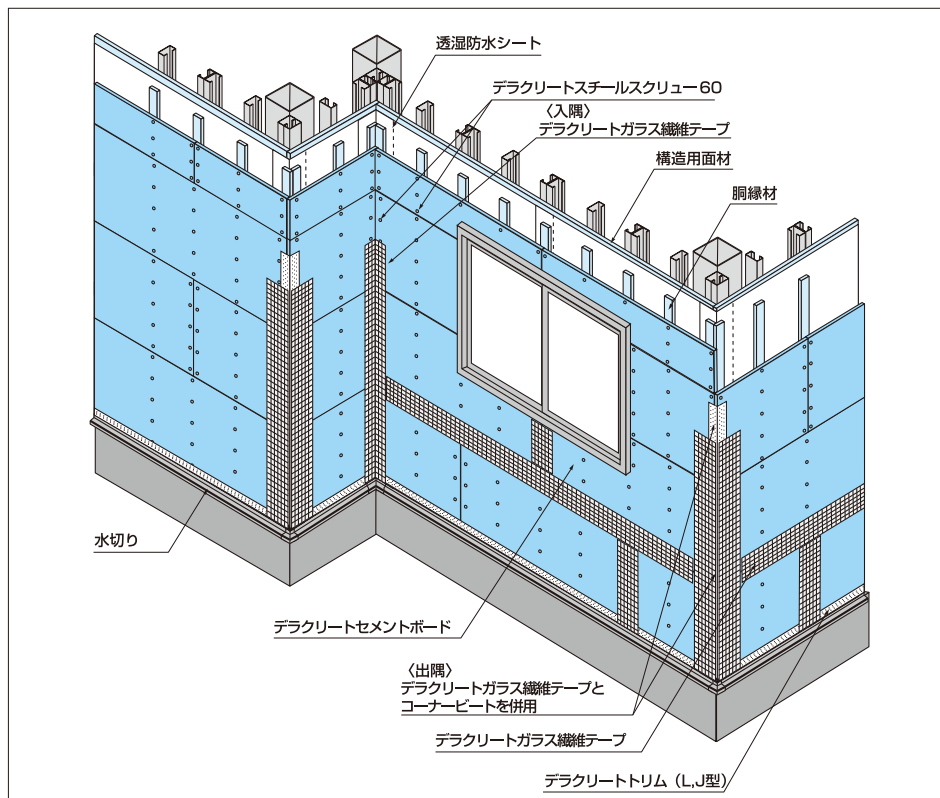 透湿防水シート
デラクリートスチールスクリュー60
〈入隅〉
デラクリートガラス繊維テープ
構造用面材
胴縁材
水切り
デラクリートセメントボード
〈出隅〉
デラクリートガラス繊維テープと
コーナービートを併用
デラクリートガラス繊維テープ
デラクリートトリム（L,J型）